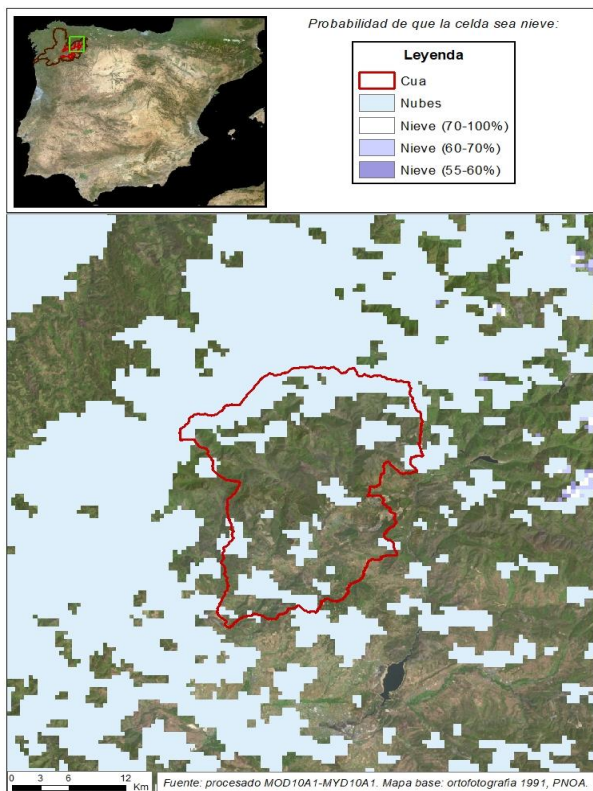 Probabilidad de que la celda sea nieve:
Leyenda
Cua
Nubes
Nieve (70-100%)
Nieve (60-70%)
Nieve (55-60%)
0 3 6 12
Km
Fuente: procesado MOD10A1-MYD10A1. Mapa base: ortofotografía 1991, PNOA.